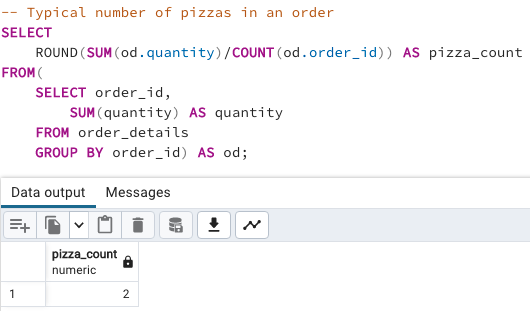 -- Typical number of pizzas in an order
SELECT
    ROUND(SUM(od.quantity)/COUNT(od.order_id)) AS pizza_count
FROM(
    SELECT order_id,
        SUM(quantity) AS quantity
    FROM order_details
    GROUP BY order_id) AS od;
Data output    Messages
pizza_count
numeric
1    2